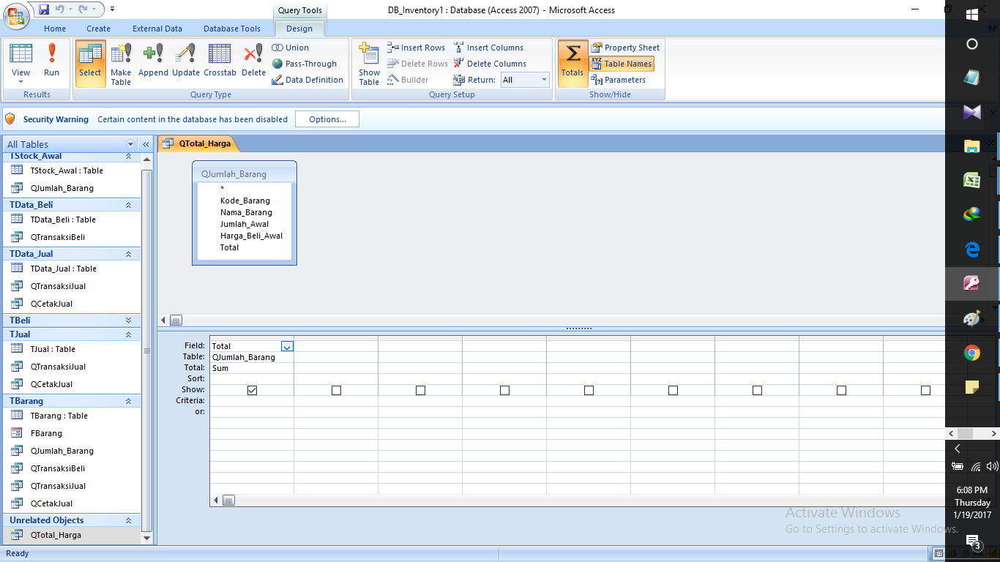 Query Tools
DB_Inventory1 : Database (Access 2007) - Microsoft Access
Home Create External Data Database Tools Design
View
Run
Results
Select
Make Table
Append
Update
Crosstab
Delete
Union
Pass-Through
Data Definition
Query Type
Show Table
Insert Rows
Delete Rows
Builder
Insert Columns
Delete Columns
Return: All
Query Setup
Σ
Totals
Property Sheet
XYZ
Table Names
Parameters
Show/Hide
Security Warning Certain content in the database has been disabled Options...
All Tables
TStock_Awal
TStock_Awal : Table
QJumlah_Barang
TData_Beli
TData_Beli : Table
QTransaksiBeli
TData_Jual
TData_Jual : Table
QTransaksiJual
QCetakJual
TBeli
TJual
TJual : Table
QTransaksiJual
QCetakJual
TBarang
TBarang : Table
FBarang
QJumlah_Barang
QTransaksiBeli
QTransaksiJual
QCetakJual
Unrelated Objects
QTotal_Harga
QTotal_Harga
QJumlah_Barang
*
Kode_Barang
Nama_Barang
Jumlah_Awal
Harga_Beli_Awal
Total
Field: Total
Table: QJumlah_Barang
Total: Sum
Sort:
Show:
Criteria:
or:
Activate Windows
Go to Settings to activate Windows.
6:08 PM
Thursday
1/19/2017
3
Ready